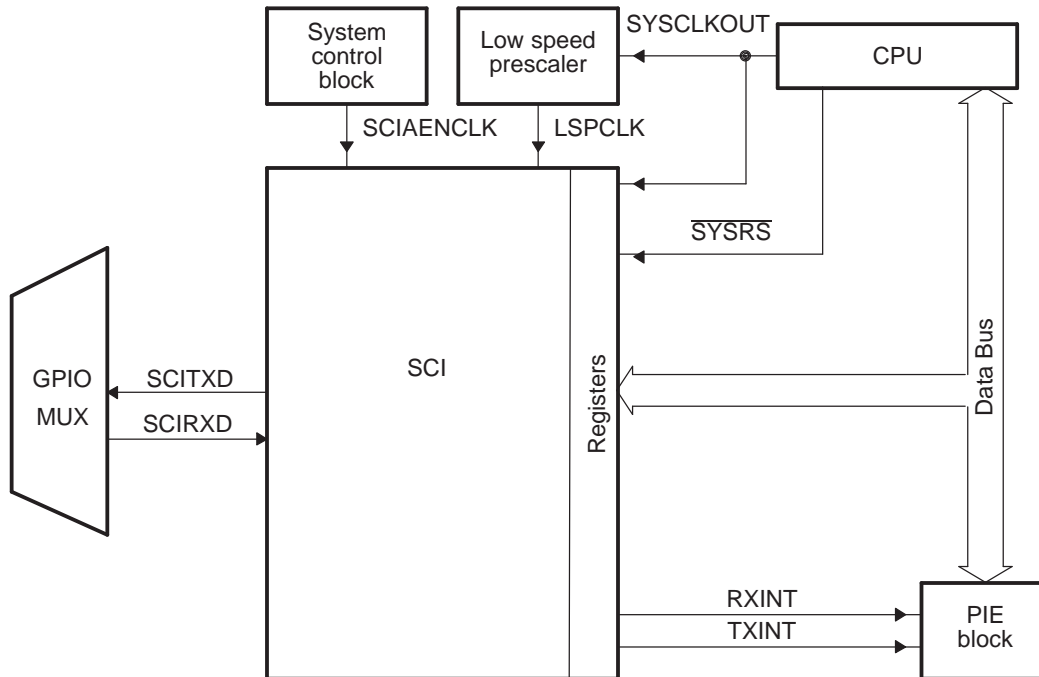 System
control
block
Low speed
prescaler
SYSCLKOUT
CPU
SCIAENCLK
LSPCLK
SYSRS
SCI
Registers
Data Bus
GPIO
MUX
SCITXD
SCIRXD
RXINT
TXINT
PIE
block